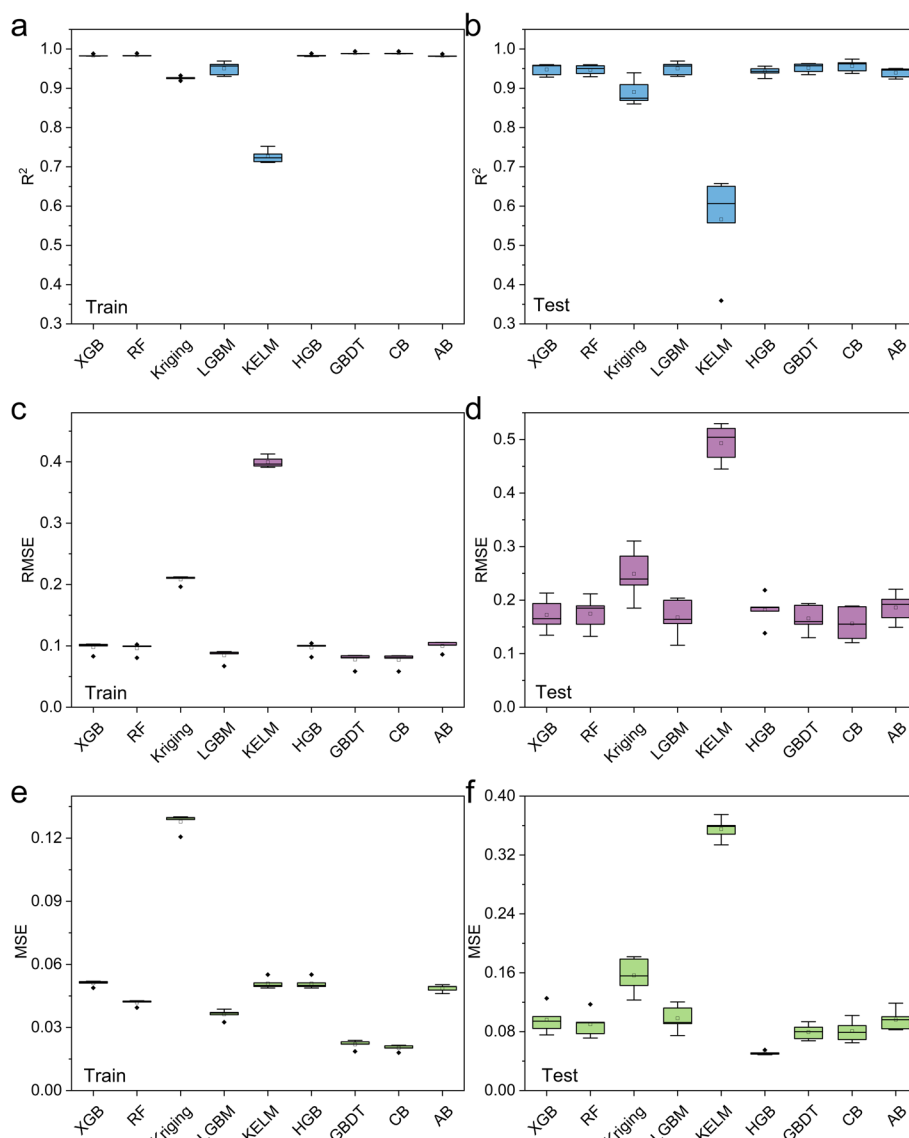 a
1.0
0.9
0.8
0.7
0.6
0.5
0.4
0.3
R²
Train
XGB
RF
Kriging
LGBM
KELM
HGB
GBDT
CB
AB
b
1.0
0.9
0.8
0.7
0.6
0.5
0.4
0.3
R²
Test
XGB
RF
Kriging
LGBM
KELM
HGB
GBDT
CB
AB
c
0.4
0.3
0.2
0.1
0.0
RMSE
Train
XGB
RF
Kriging
LGBM
KELM
HGB
GBDT
CB
AB
d
0.5
0.4
0.3
0.2
0.1
0.0
RMSE
Test
XGB
RF
Kriging
LGBM
KELM
HGB
GBDT
CB
AB
e
0.12
0.09
0.06
0.03
0.00
MSE
Train
XGB
RF
Kriging
LGBM
KELM
HGB
GBDT
CB
AB
f
0.40
0.32
0.24
0.16
0.08
0.00
MSE
Test
XGB
RF
Kriging
LGBM
KELM
HGB
GBDT
CB
AB